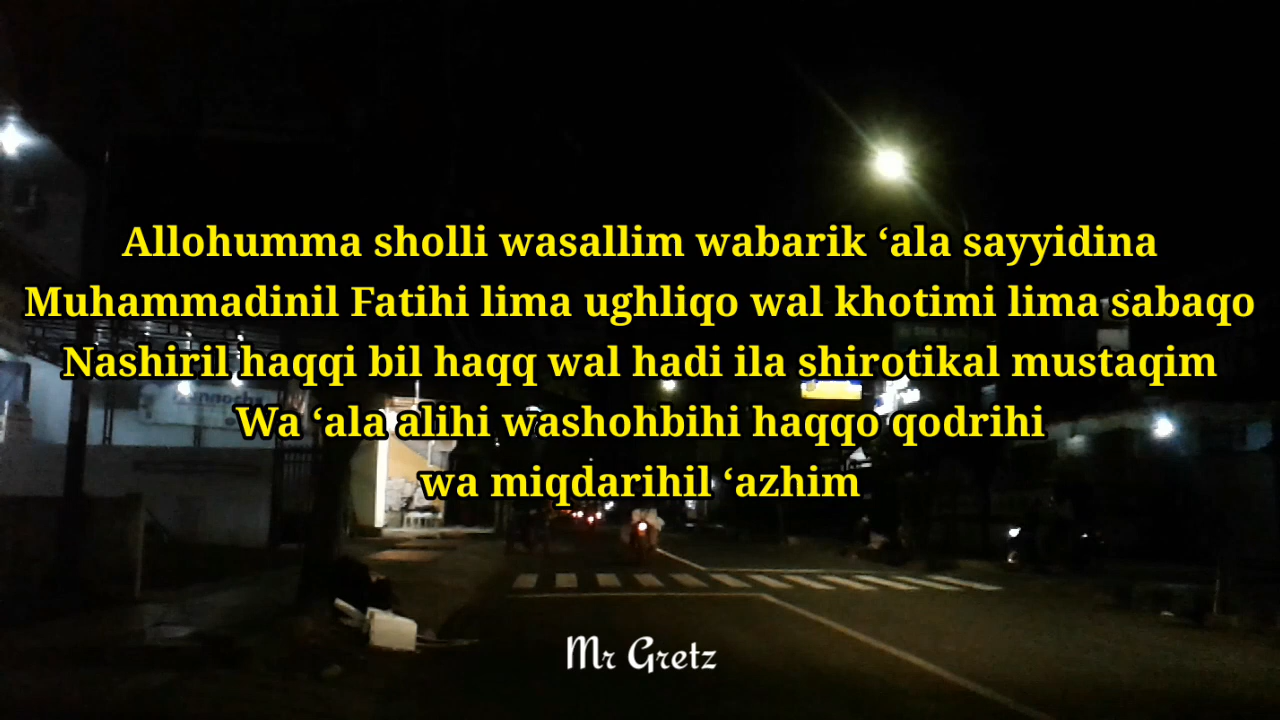 Allohumma sholli wasallim wabarik ‘ala sayyidina
Muhammadinil Fatihi lima ughliqo wal khotimi lima sabaqo
Nashiril haqqi bil haqq wal hadi ila shirotikal mustaqim
Wa ‘ala alihi washohbihi haqqo qodrihi
wa miqdarihil ‘azhim
Mr Gretz